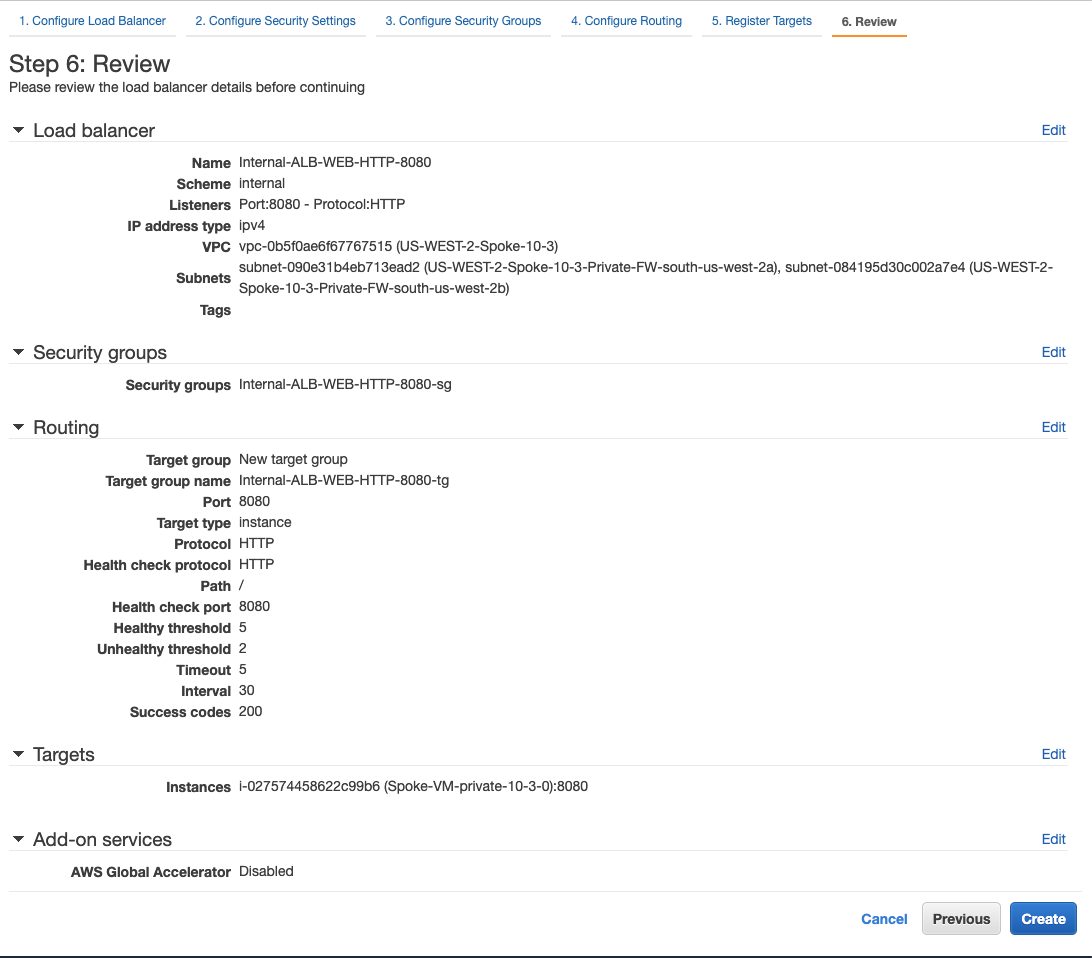 1. Configure Load Balancer 2. Configure Security Settings 3. Configure Security Groups 4. Configure Routing 5. Register Targets 6. Review
Step 6: Review
Please review the load balancer details before continuing
Load balancer Edit
Name Internal-ALB-WEB-HTTP-8080
Scheme internal
Listeners Port:8080 - Protocol:HTTP
IP address type ipv4
VPC vpc-0b5f0ae6f67767515 (US-WEST-2-Spoke-10-3)
Subnets subnet-090e31b4eb713ead2 (US-WEST-2-Spoke-10-3-Private-FW-south-us-west-2a), subnet-084195d30c002a7e4 (US-WEST-2-
Spoke-10-3-Private-FW-south-us-west-2b)
Tags
Security groups Edit
Security groups Internal-ALB-WEB-HTTP-8080-sg
Routing Edit
Target group New target group
Target group name Internal-ALB-WEB-HTTP-8080-tg
Port 8080
Target type instance
Protocol HTTP
Health check protocol HTTP
Path /
Health check port 8080
Healthy threshold 5
Unhealthy threshold 2
Timeout 5
Interval 30
Success codes 200
Targets Edit
Instances i-027574458622c99b6 (Spoke-VM-private-10-3-0):8080
Add-on services Edit
AWS Global Accelerator Disabled
Cancel Previous Create